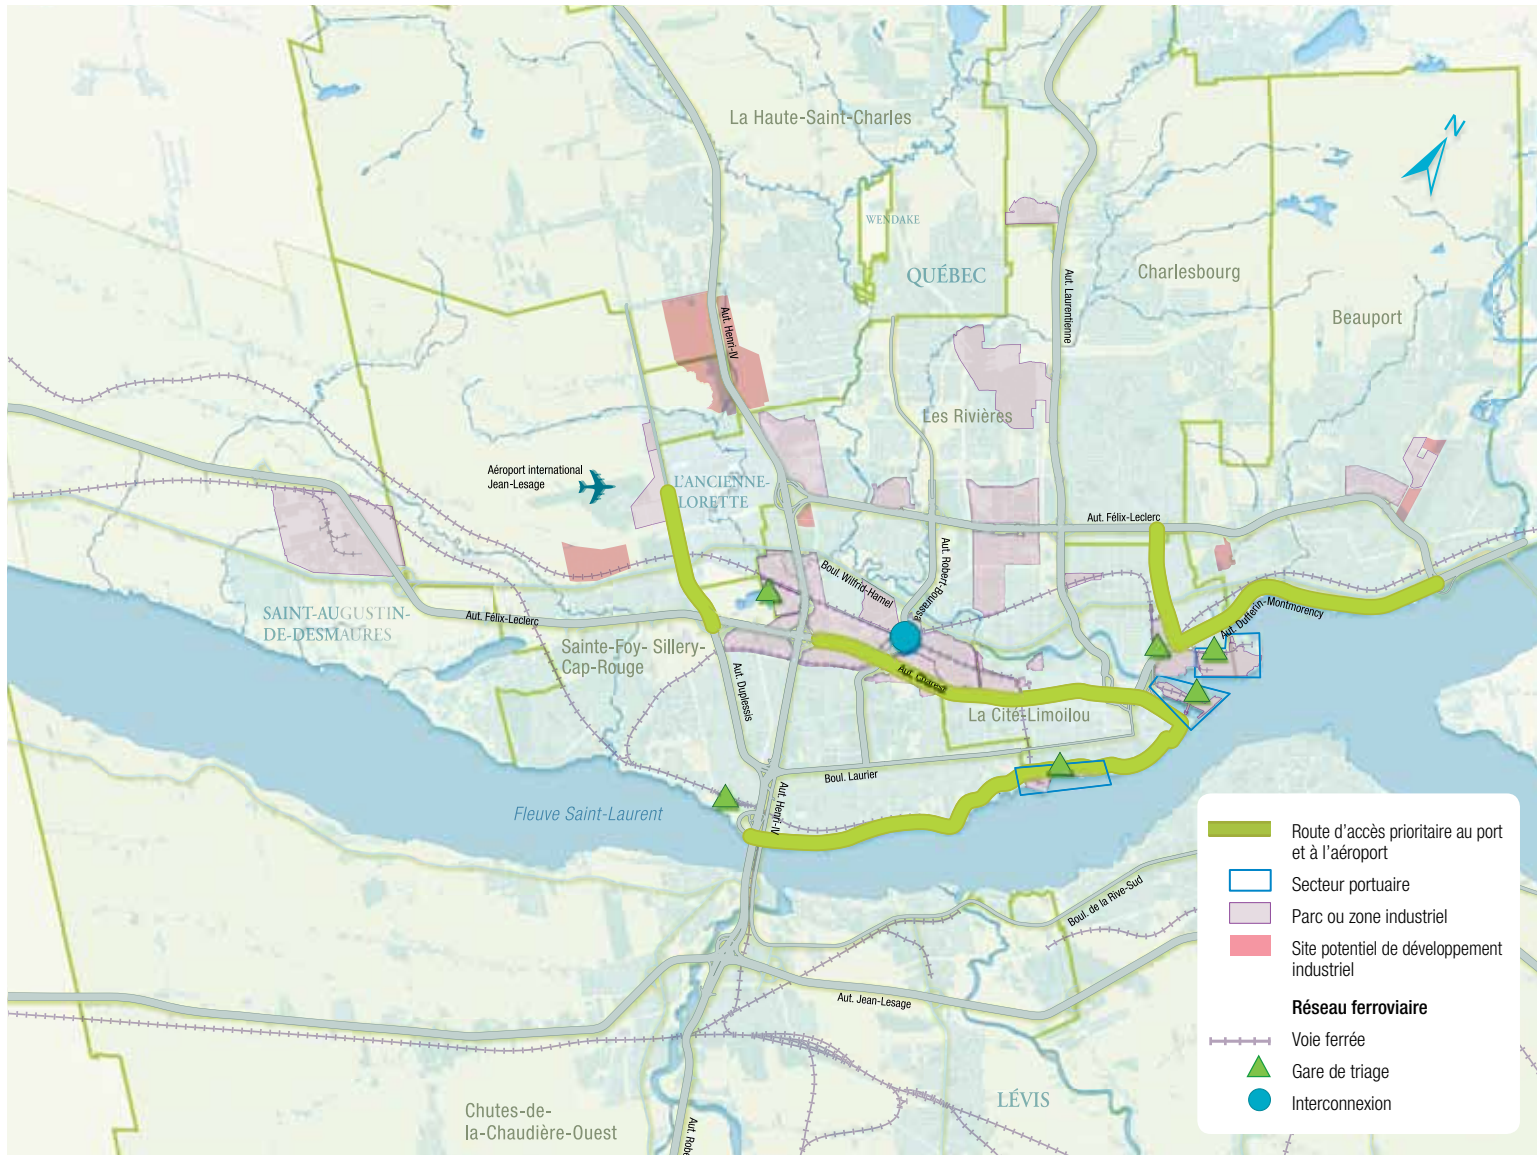 N
La Haute-Saint-Charles
WENDAKE
QUÉBEC
Charlesbourg
Beauport
Aut. Laurentienne
Aut. Henri-IV
Les Rivières
Aéroport international
Jean-Lesage
L'ANCIENNE-
LORETTE
Aut. Félix-Leclerc
Aut. Robert-Bourassa
Boul. Wilfrid-Hamel
SAINT-AUGUSTIN-
DE-DESMAURES
Aut. Félix-Leclerc
Sainte-Foy- Sillery-
Cap-Rouge
Aut. Dufferin-Montmorency
Aut. Duplessis
Aut. Charest
La Cité-Limoilou
Boul. Laurier
Aut. Henri-IV
Fleuve Saint-Laurent
Boul. de la Rive-Sud
Aut. Jean-Lesage
LÉVIS
Chutes-de-
la-Chaudière-Ouest
Aut. Robe
Route d'accès prioritaire au port
et à l'aéroport
Secteur portuaire
Parc ou zone industriel
Site potentiel de développement
industriel
Réseau ferroviaire
Voie ferrée
Gare de triage
Interconnexion